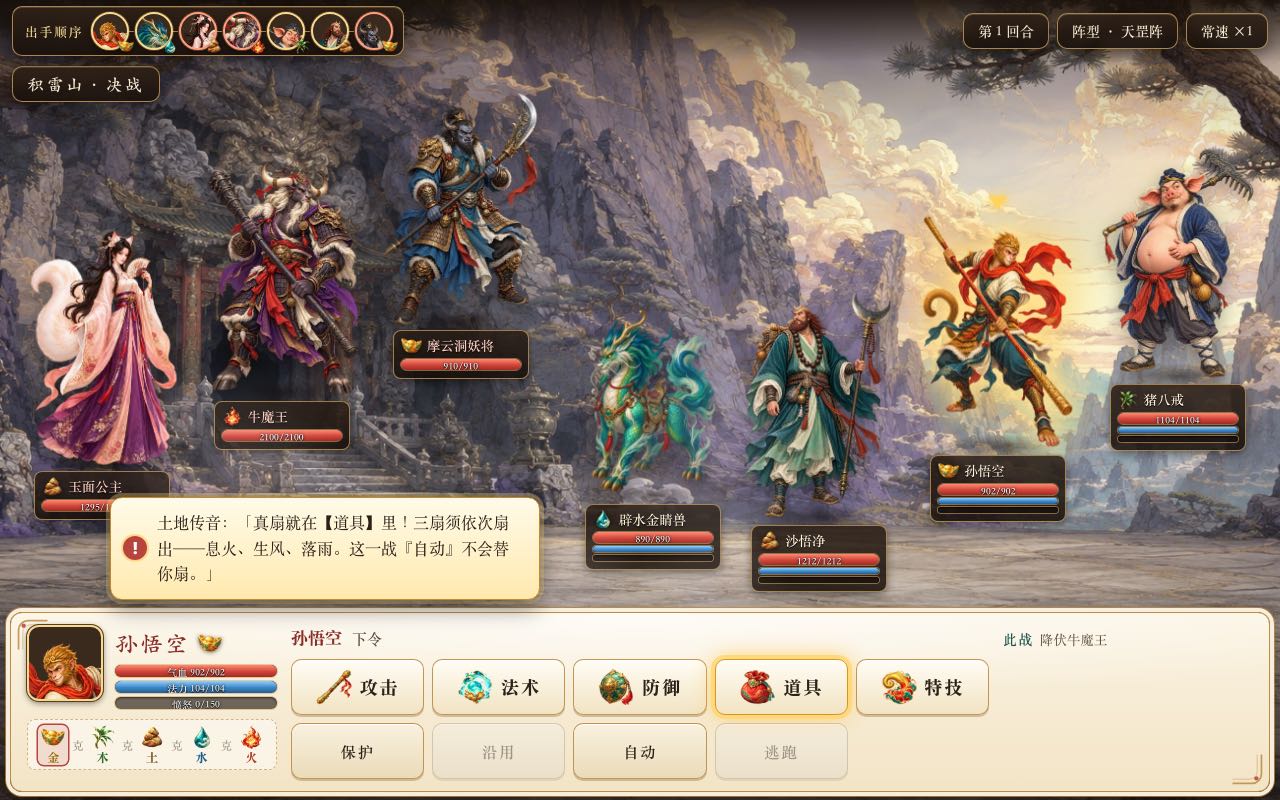 出手顺序
第1回合
阵型 · 天罡阵
常速 ×1
积雷山 · 决战
摩云洞妖将
910/910
牛魔王
2100/2100
玉面公主
1295/1
猪八戒
1104/1104
孙悟空
902/902
辟水金睛兽
890/890
沙悟净
1212/1212
土地传音：「真扇就在【道具】里！三扇须依次扇
出——息火、生风、落雨。这一战『自动』不会替
你扇。」
孙悟空
气血 902/902
法力 104/104
愤怒 0/150
金 克 木 克 土 克 水 克 火
孙悟空 下令
此战 降伏牛魔王
攻击
法术
防御
道具
特技
保护
沿用
自动
逃跑